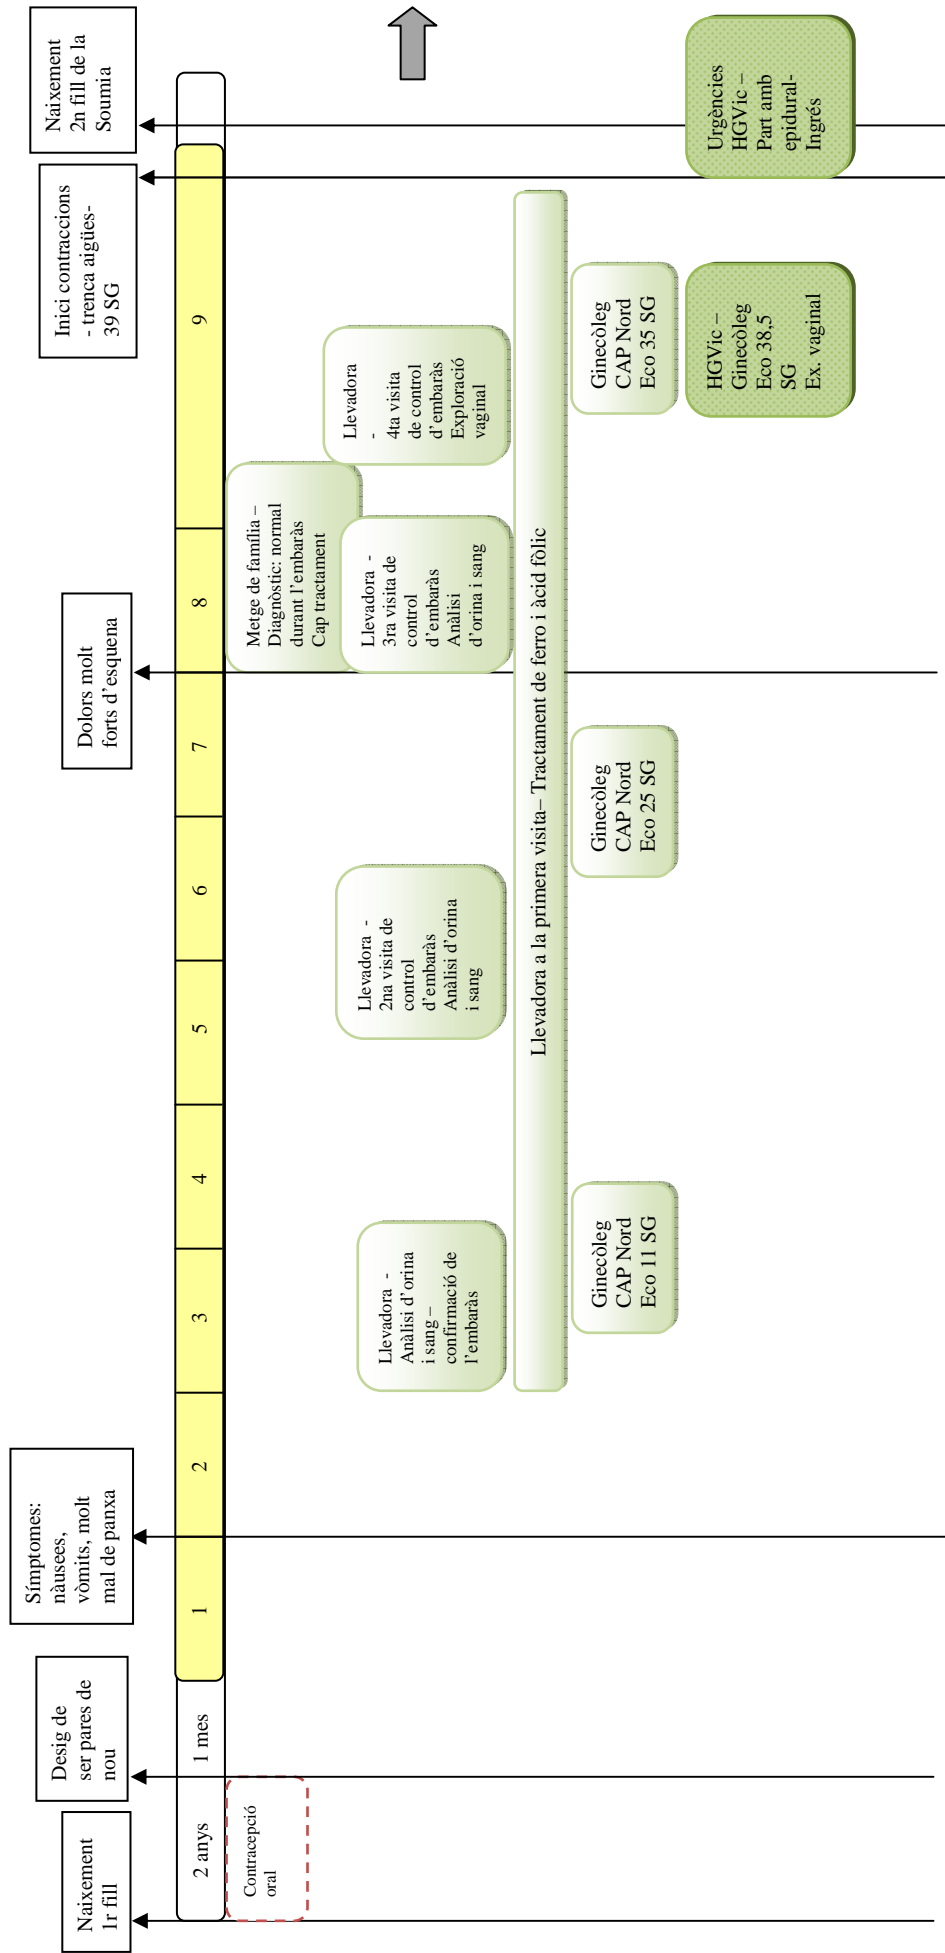 Naixement
1r fill
Desig de
ser pares de
nou
Símptomes:
nàusees,
vòmits, molt
mal de panxa
Dolors molt
forts d’esquena
Inici contraccions
- trenca aigües-
39 SG
Naixement
2n fill de la
Soumia
2 anys
1 mes
1
2
3
4
5
6
7
8
9
Contracepció
oral
Metge de família –
Diagnòstic: normal
durant l’embaràs
Cap tractament
Llevadora -
Anàlisi d’orina
i sang –
confirmació de
l’embaràs
Llevadora -
2na visita de
control
d’embaràs
Anàlisi d’orina
i sang
Llevadora -
3ra visita de
control
d’embaràs
Anàlisi
d’orina i sang
Llevadora
-
4ta visita
de control
d’embaràs
Exploració
vaginal
Llevadora a la primera visita– Tractament de ferro i àcid fòlic
Ginecòleg
CAP Nord
Eco 11 SG
Ginecòleg
CAP Nord
Eco 25 SG
Ginecòleg
CAP Nord
Eco 35 SG
HGVic –
Ginecòleg
Eco 38,5
SG
Ex. vaginal
Urgències
HGVic –
Part amb
epidural-
Ingrés